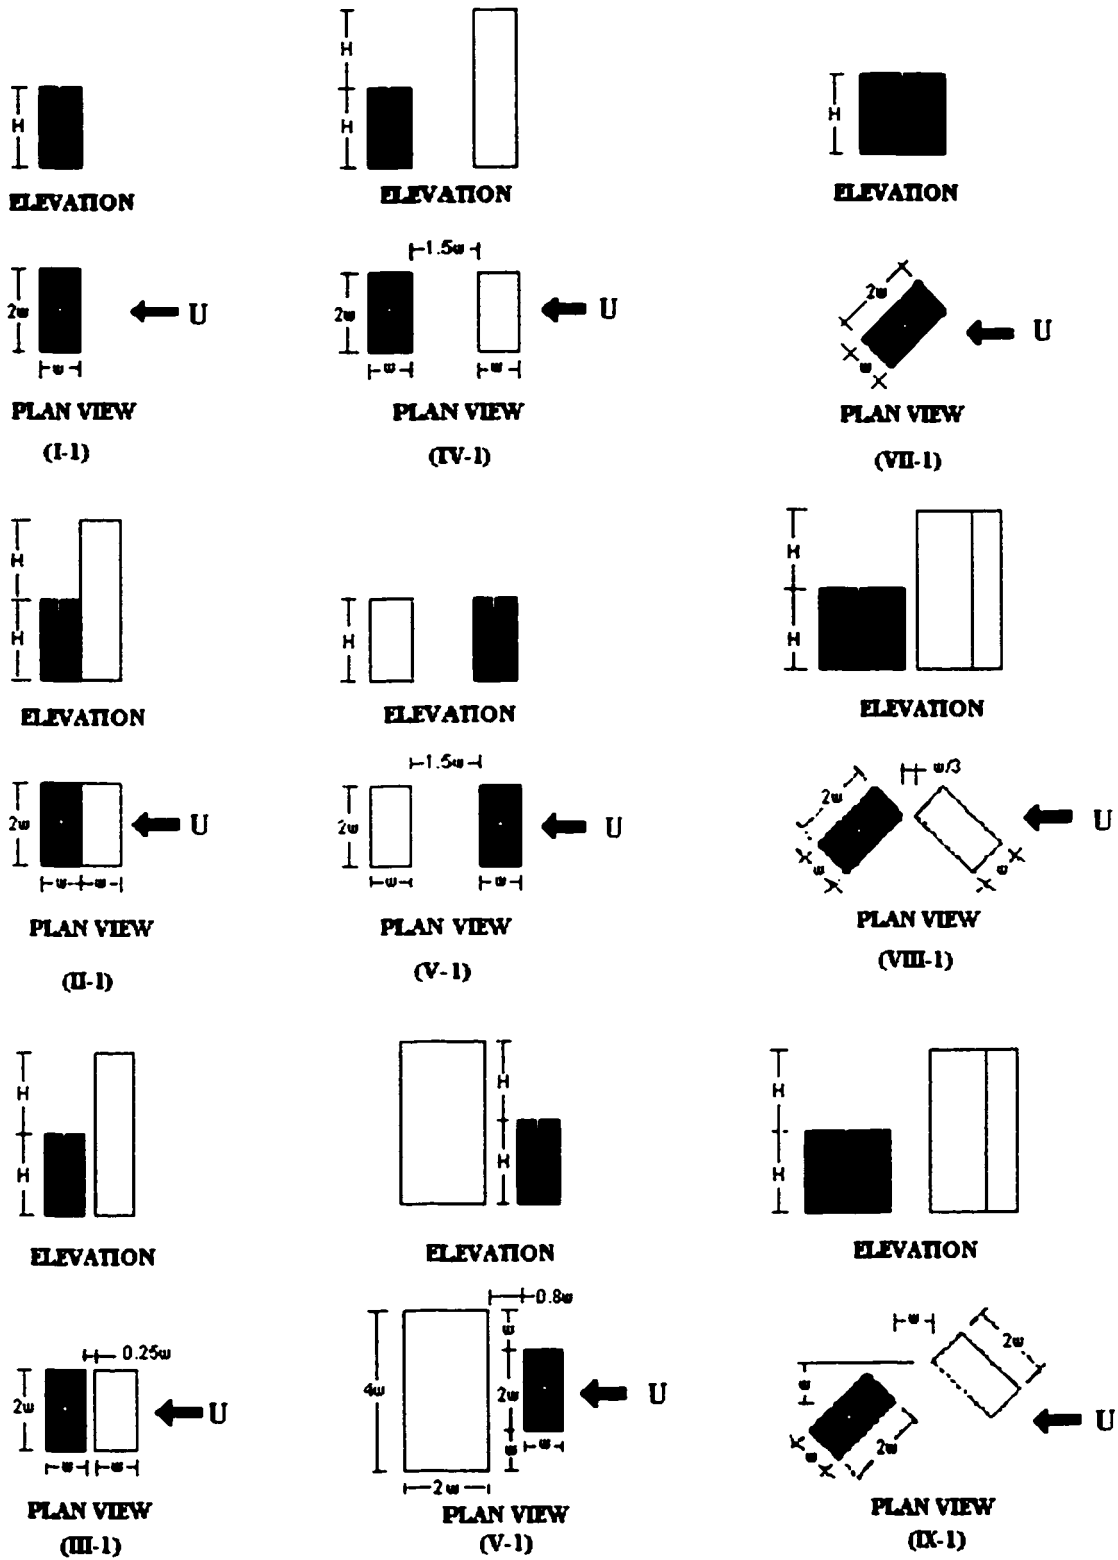 H
ELEVATION
2w
U
w
PLAN VIEW
(I-1)
H
H
ELEVATION
1.5w
2w
U
w
w
PLAN VIEW
(IV-1)
H
ELEVATION
2w
w
U
PLAN VIEW
(VII-1)
H
H
ELEVATION
2w
U
w
w
PLAN VIEW
(II-1)
H
ELEVATION
1.5w
2w
U
w
w
PLAN VIEW
(V-1)
H
H
ELEVATION
w/3
2w
U
w
w
PLAN VIEW
(VIII-1)
H
H
ELEVATION
0.25w
2w
U
w
w
PLAN VIEW
(III-1)
H
H
ELEVATION
0.8w
4w
w
2w
w
U
w
2w
PLAN VIEW
(V-1)
H
H
ELEVATION
w
2w
w
U
w
2w
PLAN VIEW
(IX-1)